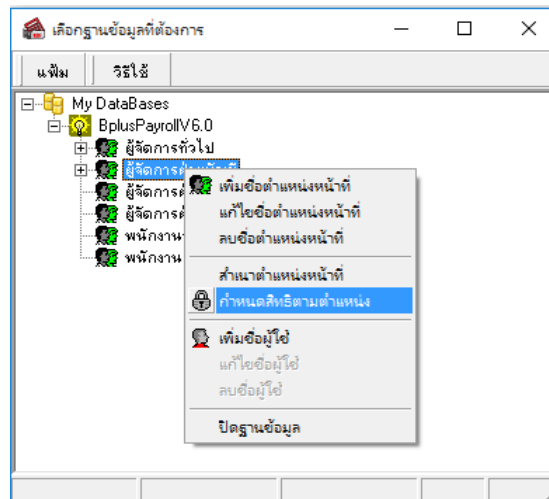 เลือกฐานข้อมูลที่ต้องการ
แฟ้ม วิธีใช้
My DataBases
BplusPayrollV6.0
ผู้จัดการทั่วไป
ผู้จัดการ
ผู้จัดการ
ผู้จัดการ
พนักงาน
พนักงาน
เพิ่มชื่อตำแหน่งหน้าที่
แก้ไขชื่อตำแหน่งหน้าที่
ลบชื่อตำแหน่งหน้าที่
สำเนาตำแหน่งหน้าที่
กำหนดสิทธิตามตำแหน่ง
เพิ่มชื่อผู้ใช้
แก้ไขชื่อผู้ใช้
ลบชื่อผู้ใช้
ปิดฐานข้อมูล